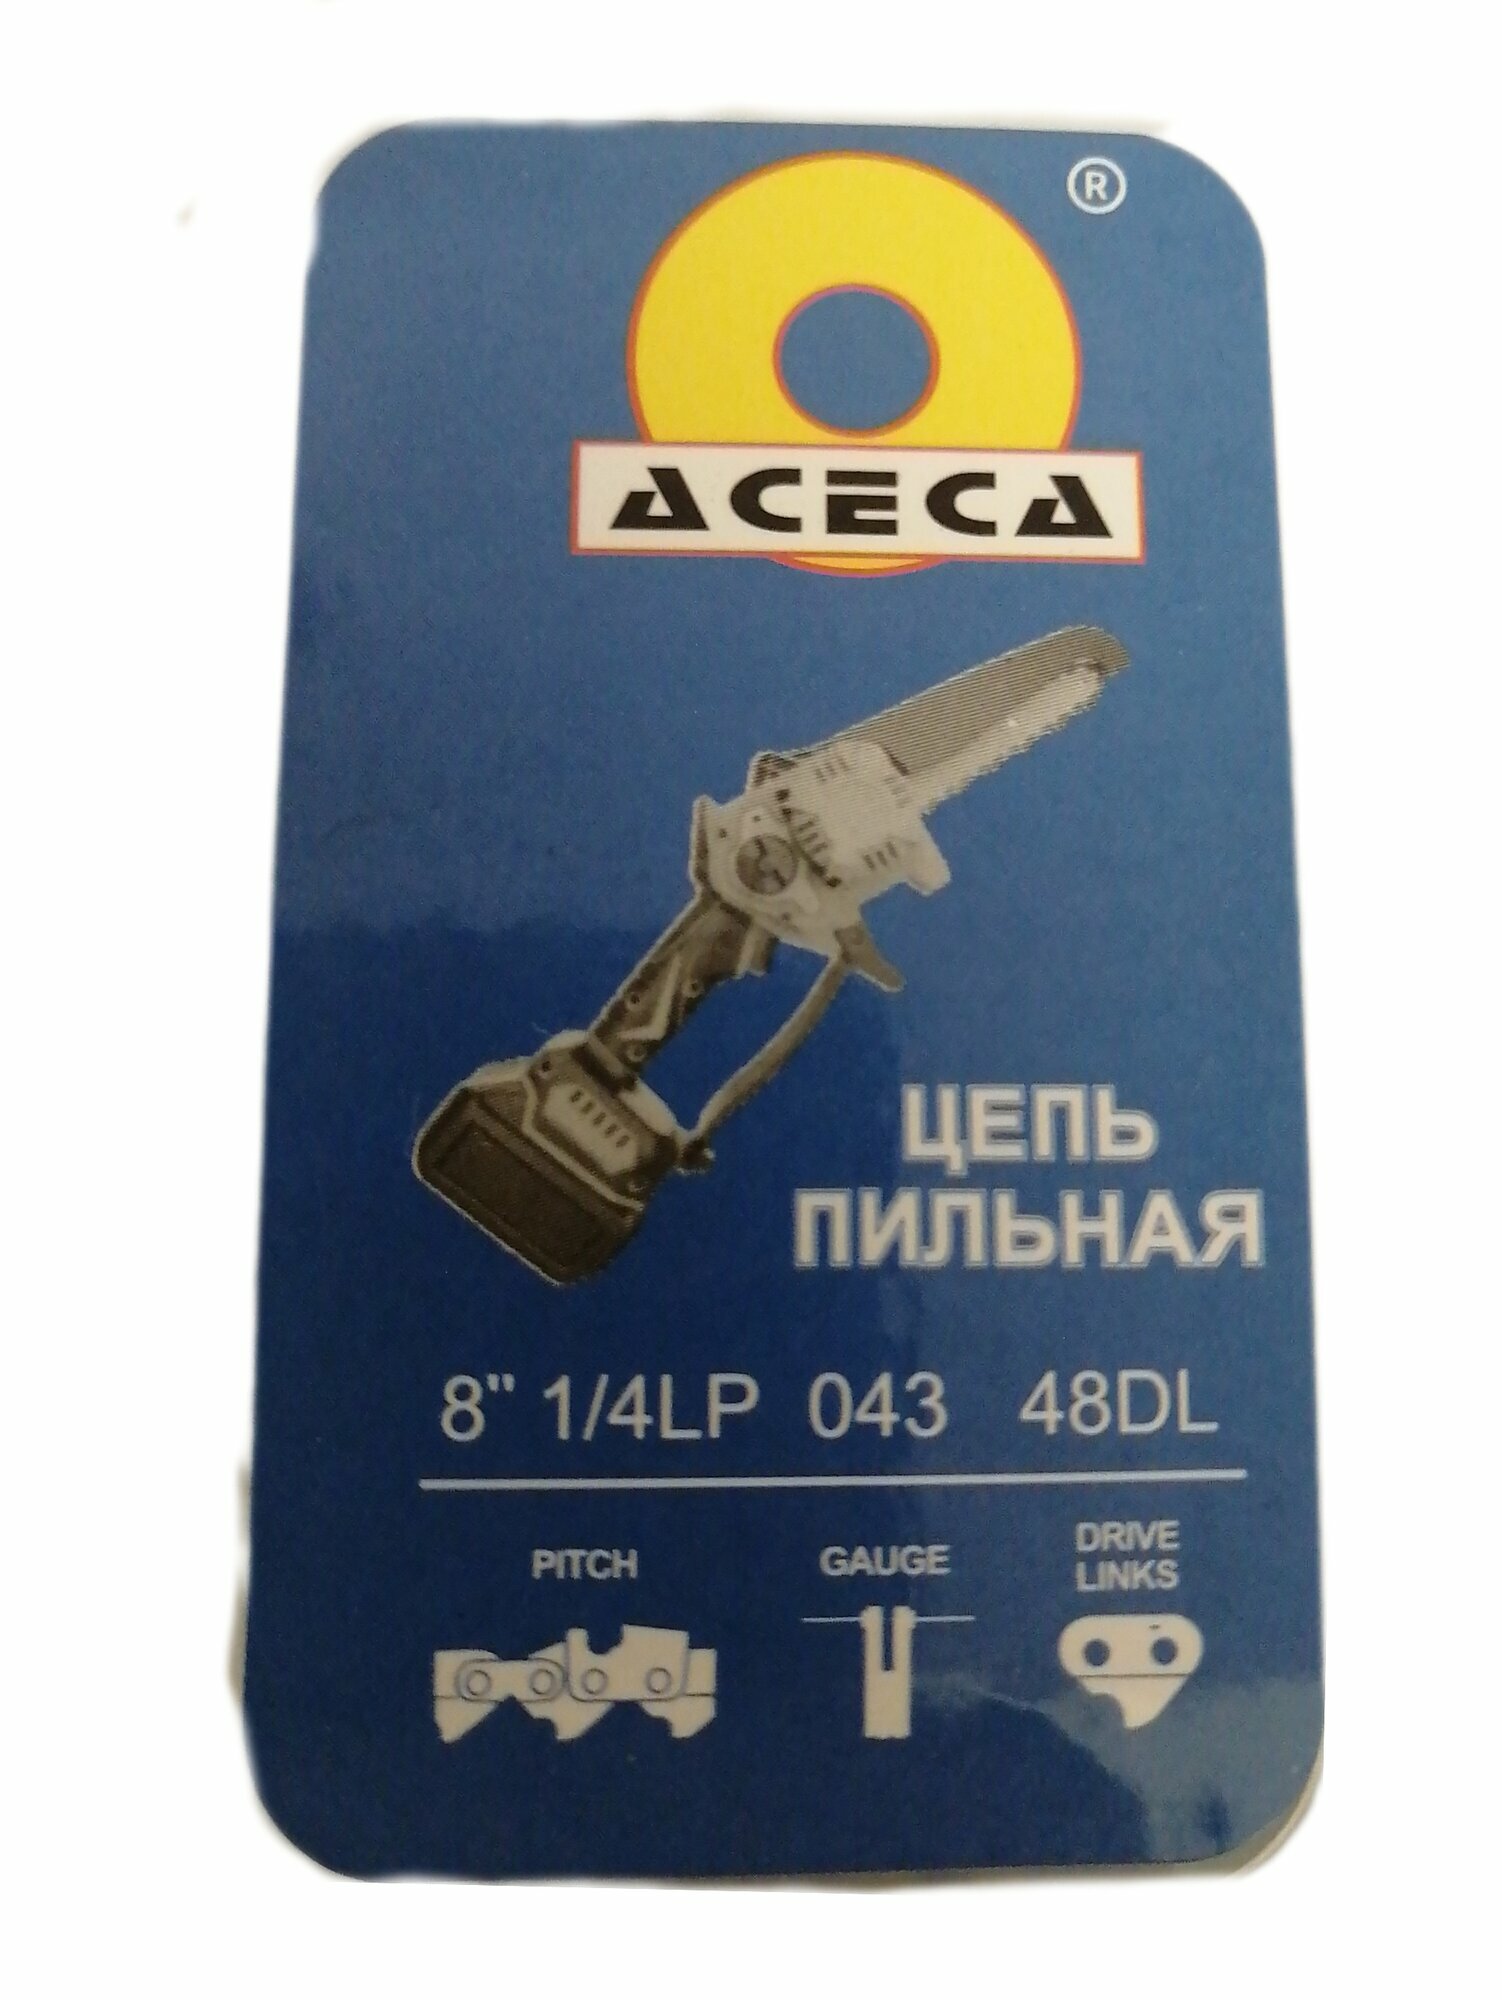 ®
ACECA
ЦЕПЬ
ПИЛЬНАЯ
8" 1/4LP 043 48DL
PITCH
GAUGE
DRIVE
LINKS